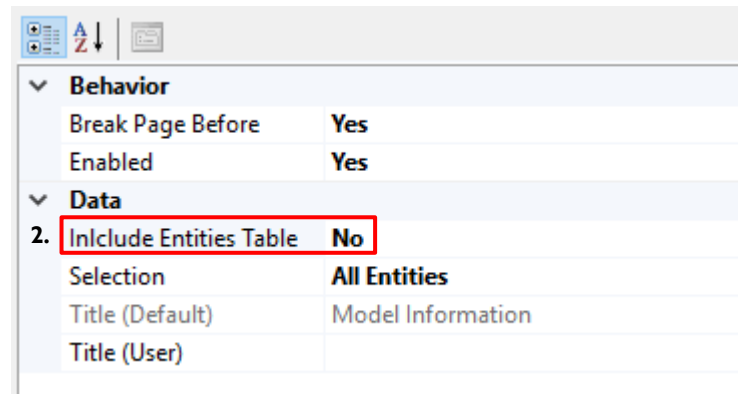 A
Z
Behavior
Break Page Before Yes
Enabled Yes
Data
2. Inlclude Entities Table No
Selection All Entities
Title (Default) Model Information
Title (User)